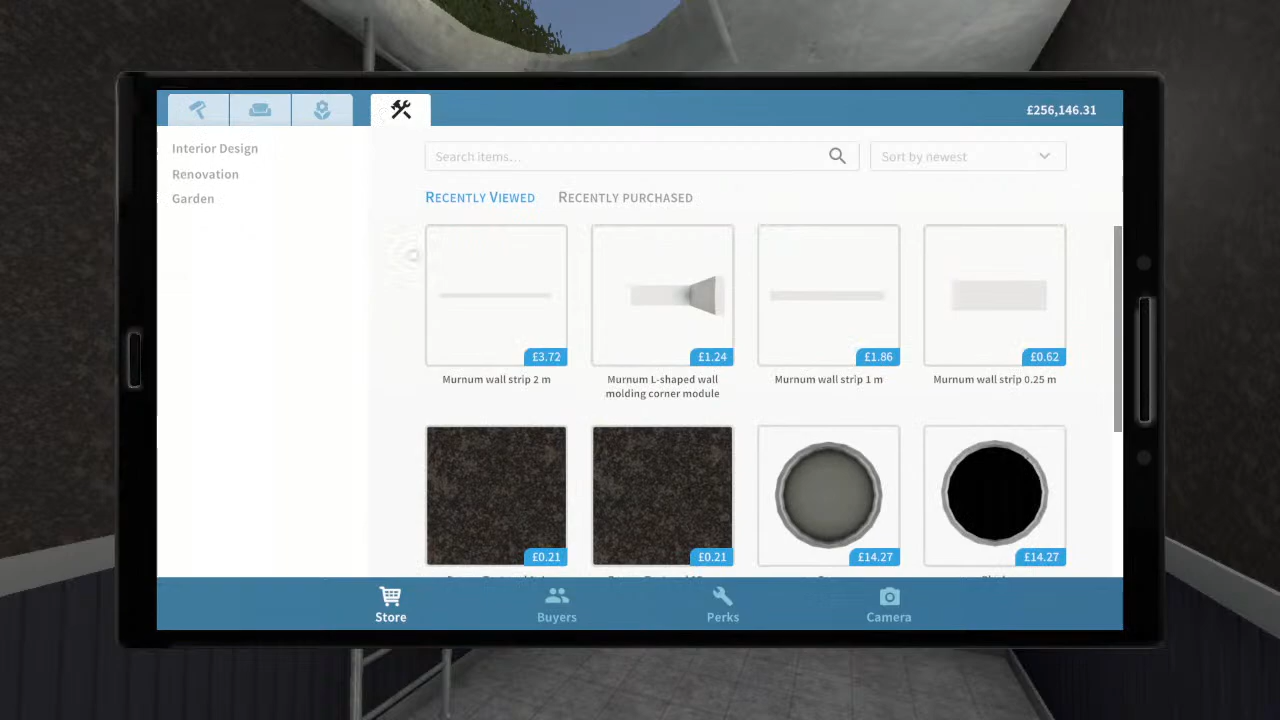 £256,146.31
Interior Design
Renovation
Garden
Search items...
Sort by newest
RECENTLY VIEWED
RECENTLY PURCHASED
£3.72
£1.24
£1.86
£0.62
Murnum wall strip 2 m
Murnum L-shaped wall
molding corner module
Murnum wall strip 1 m
Murnum wall strip 0.25 m
£0.21
£0.21
£14.27
£14.27
Store
Buyers
Perks
Camera